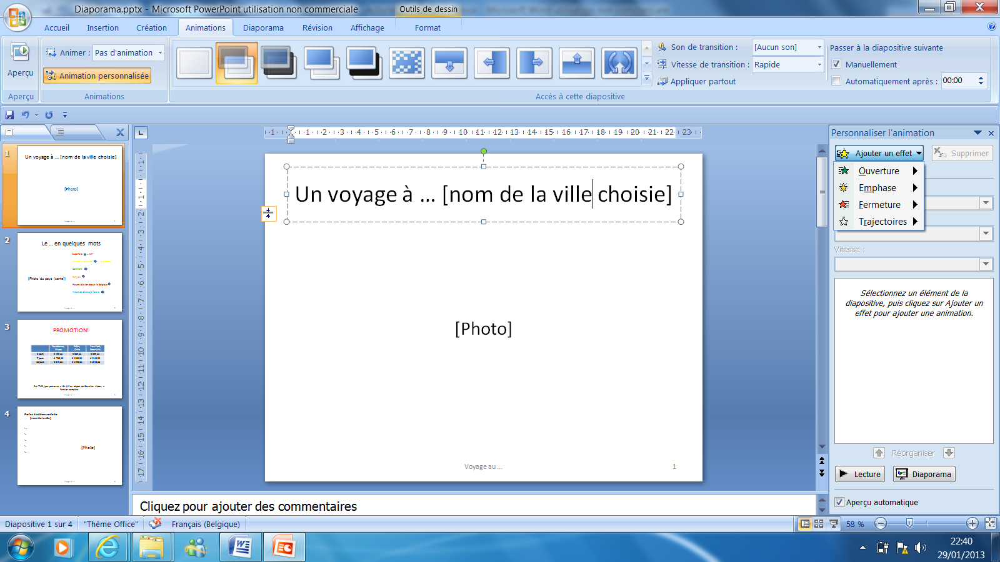 Diaporama.pptx - Microsoft PowerPoint utilisation non commerciale
Outils de dessin
Accueil
Insertion
Création
Animations
Diaporama
Révision
Affichage
Format
Aperçu
Animer :
Pas d'animation
Animation personnalisée
Son de transition :
[Aucun son]
Vitesse de transition :
Rapide
Appliquer partout
Passer à la diapositive suivante
Manuellement
Automatiquement après :
00:00
Aperçu
Animations
Accès à cette diapositive
1
Un voyage à ... [nom de la ville choisie]
[Photo]
2
Le ... en quelques mots
[Photo du pays (carte)]
3
PROMOTION!
4
[nom de la ville]
[Photo]
Un voyage à ... [nom de la ville choisie]
[Photo]
Voyage au ...
1
Cliquez pour ajouter des commentaires
Personnaliser l'animation
Ajouter un effet
Supprimer
Ouverture
Emphase
Fermeture
Trajectoires
Vitesse :
Sélectionnez un élément de la
diapositive, puis cliquez sur Ajouter un
effet pour ajouter une animation.
Réorganiser
Lecture
Diaporama
Aperçu automatique
Diapositive 1 sur 4
"Thème Office"
Français (Belgique)
58 %
22:40
29/01/2013